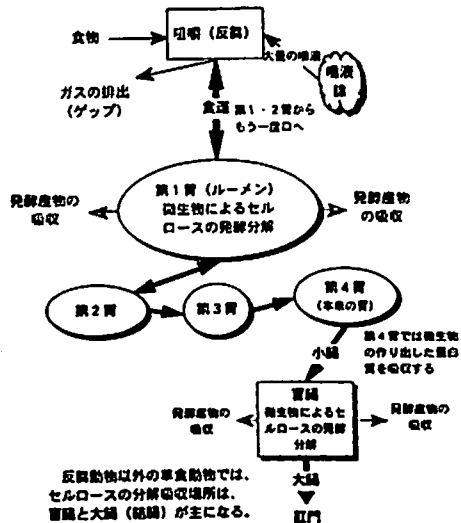 食物
咀嚼（反芻）
大量の唾液
唾液
腺
ガスの排出
（ゲップ）
食道
第１・２胃から
もう一度口へ
第１胃（ルーメン）
微生物によるセル
ロースの発酵分解
発酵産物の
吸収
発酵産物
の吸収
第２胃
第３胃
第４胃
（本来の胃）
第４胃では微生物
の作り出した蛋白
質を吸収する
小腸
盲腸
微生物によるセ
ルロースの発酵
分解
発酵産物の
吸収
発酵産物の
吸収
大腸
肛門
反芻動物以外の草食動物では、
セルロースの分解吸収場所は、
盲腸と大腸（結腸）が主になる。